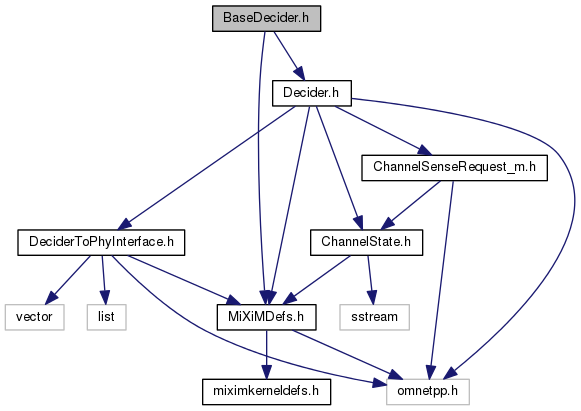 BaseDecider.h
Decider.h
ChannelSenseRequest_m.h
DeciderToPhyInterface.h
ChannelState.h
vector
list
MiXiMDefs.h
sstream
miximkerneldefs.h
omnetpp.h